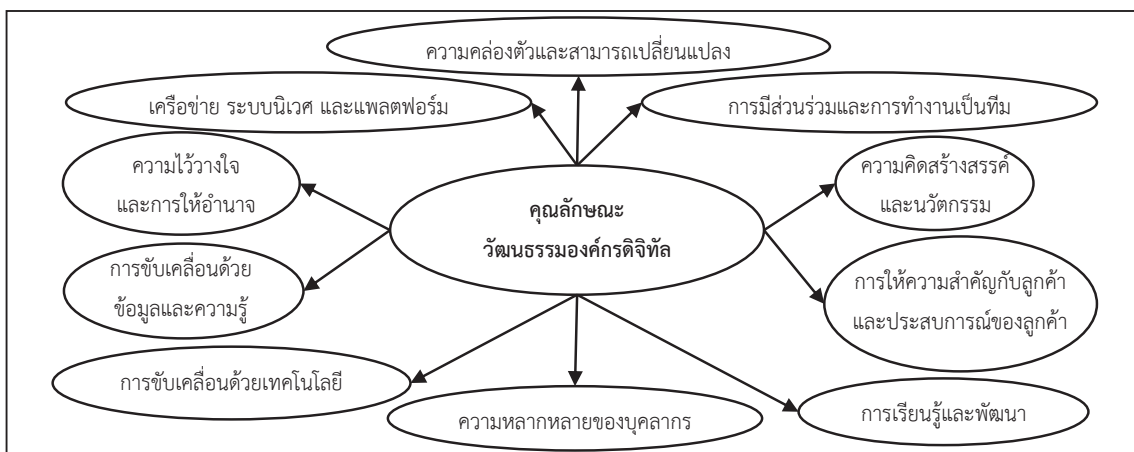 ความคล่องตัวและสามารถเปลี่ยนแปลง
เครือข่าย ระบบนิเวศ และแพลตฟอร์ม
การมีส่วนร่วมและการทำงานเป็นทีม
ความไว้วางใจ
และการให้อำนาจ
คุณลักษณะ
วัฒนธรรมองค์กรดิจิทัล
ความคิดสร้างสรรค์
และนวัตกรรม
การขับเคลื่อนด้วย
ข้อมูลและความรู้
การให้ความสำคัญกับลูกค้า
และประสบการณ์ของลูกค้า
การขับเคลื่อนด้วยเทคโนโลยี
ความหลากหลายของบุคลากร
การเรียนรู้และพัฒนา